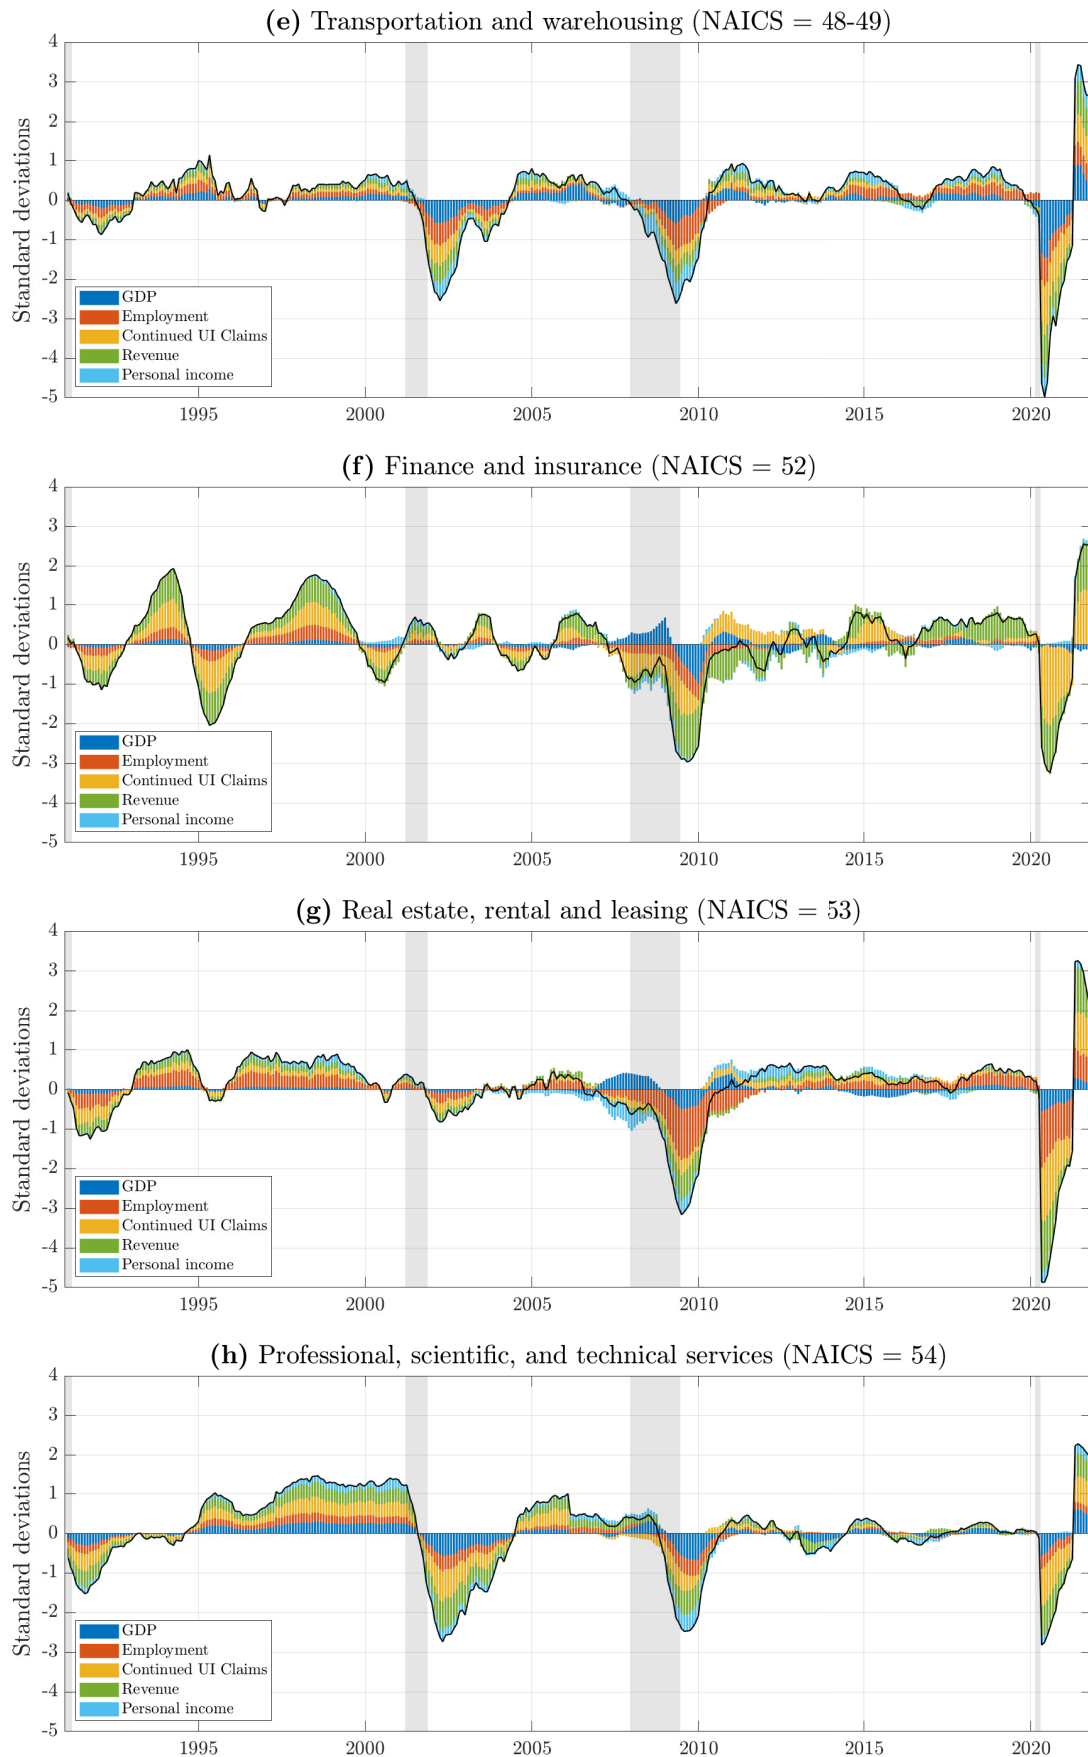 (e) Transportation and warehousing (NAICS = 48-49)
4
3
2
1
0
-1
-2
-3
-4
-5
Standard deviations
GDP
Employment
Continued UI Claims
Revenue
Personal income
1995 2000 2005 2010 2015 2020
(f) Finance and insurance (NAICS = 52)
4
3
2
1
0
-1
-2
-3
-4
-5
Standard deviations
GDP
Employment
Continued UI Claims
Revenue
Personal income
1995 2000 2005 2010 2015 2020
(g) Real estate, rental and leasing (NAICS = 53)
4
3
2
1
0
-1
-2
-3
-4
-5
Standard deviations
GDP
Employment
Continued UI Claims
Revenue
Personal income
1995 2000 2005 2010 2015 2020
(h) Professional, scientific, and technical services (NAICS = 54)
4
3
2
1
0
-1
-2
-3
-4
-5
Standard deviations
GDP
Employment
Continued UI Claims
Revenue
Personal income
1995 2000 2005 2010 2015 2020